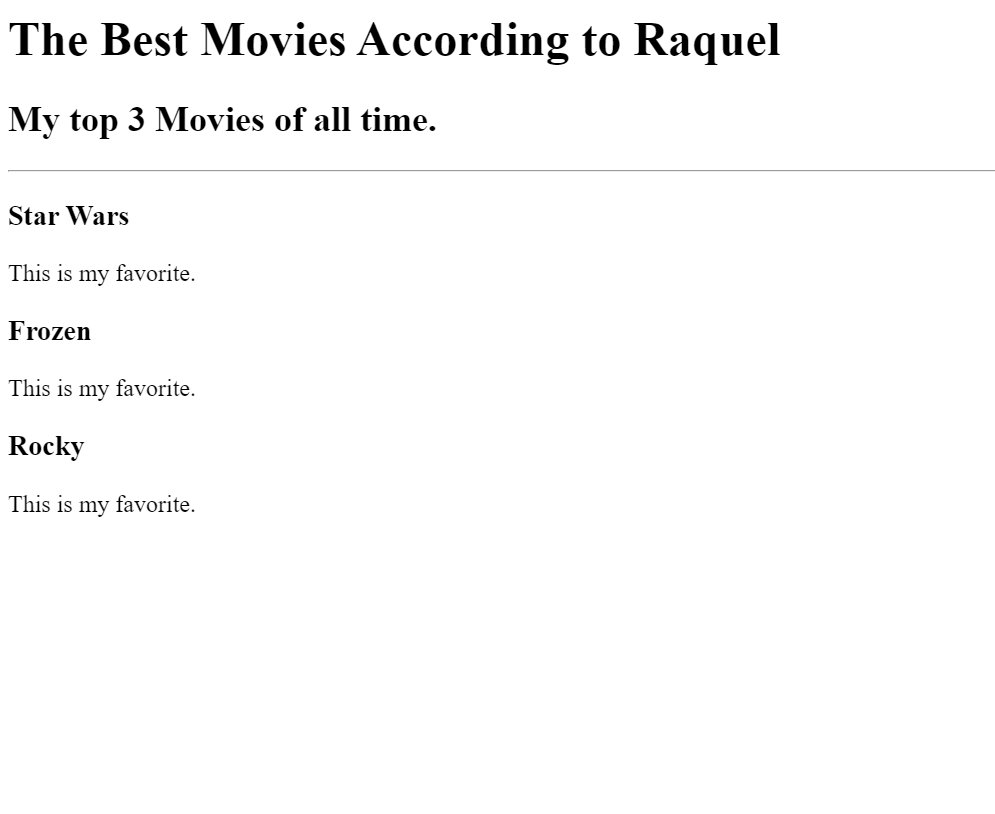 The Best Movies According to Raquel
My top 3 Movies of all time.
Star Wars
This is my favorite.
Frozen
This is my favorite.
Rocky
This is my favorite.